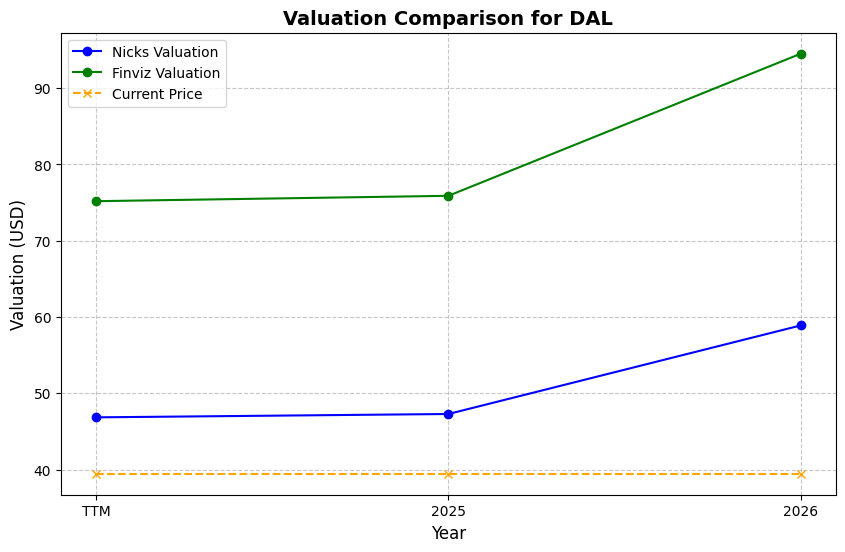 Valuation Comparison for DAL
Nicks Valuation
Finviz Valuation
Current Price
Valuation (USD)
90
80
70
60
50
40
TTM
2025
2026
Year